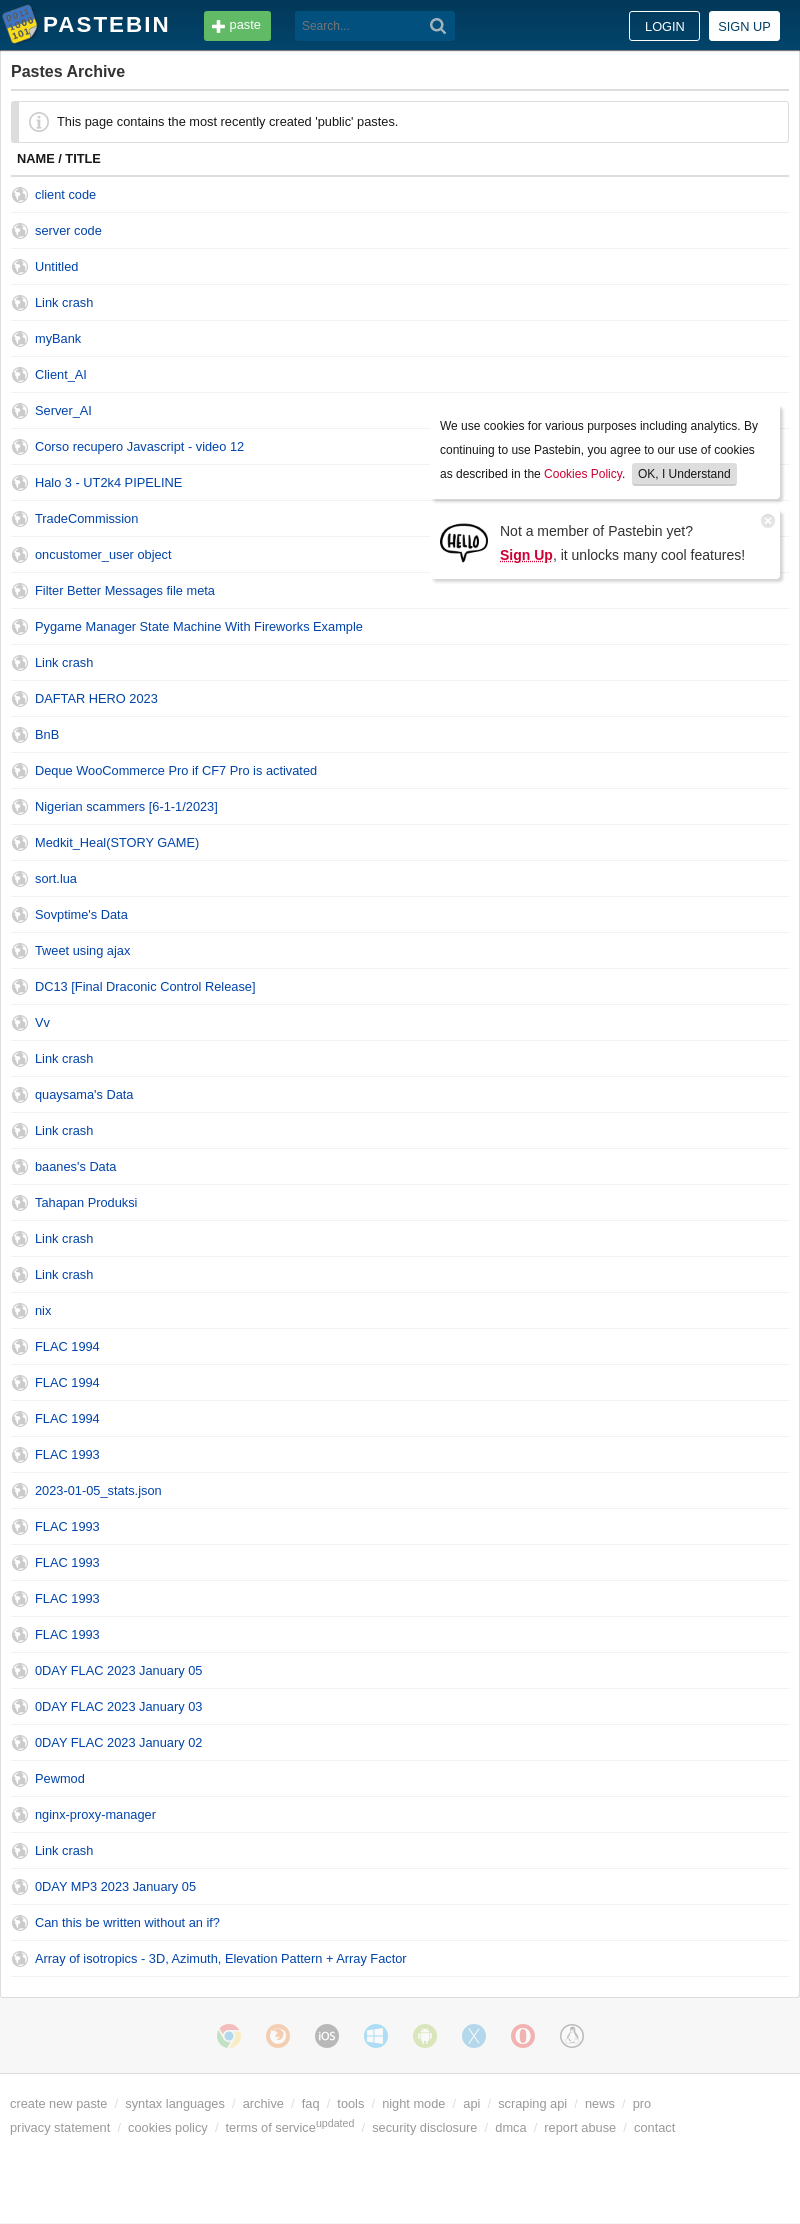 PASTEBIN paste Search... LOGIN SIGN UP
Pastes Archive
This page contains the most recently created 'public' pastes.
NAME / TITLE
client code
server code
Untitled
Link crash
myBank
Client_AI
Server_AI
Corso recupero Javascript - video 12
Halo 3 - UT2k4 PIPELINE
TradeCommission
oncustomer_user object
Filter Better Messages file meta
Pygame Manager State Machine With Fireworks Example
Link crash
DAFTAR HERO 2023
BnB
Deque WooCommerce Pro if CF7 Pro is activated
Nigerian scammers [6-1-1/2023]
Medkit_Heal(STORY GAME)
sort.lua
Sovptime's Data
Tweet using ajax
DC13 [Final Draconic Control Release]
Vv
Link crash
quaysama's Data
Link crash
baanes's Data
Tahapan Produksi
Link crash
Link crash
nix
FLAC 1994
FLAC 1994
FLAC 1994
FLAC 1993
2023-01-05_stats.json
FLAC 1993
FLAC 1993
FLAC 1993
FLAC 1993
0DAY FLAC 2023 January 05
0DAY FLAC 2023 January 03
0DAY FLAC 2023 January 02
Pewmod
nginx-proxy-manager
Link crash
0DAY MP3 2023 January 05
Can this be written without an if?
Array of isotropics - 3D, Azimuth, Elevation Pattern + Array Factor
We use cookies for various purposes including analytics. By
continuing to use Pastebin, you agree to our use of cookies
as described in the Cookies Policy. OK, I Understand
HELLO
Not a member of Pastebin yet?
Sign Up, it unlocks many cool features!
iOS
create new paste / syntax languages / archive / faq / tools / night mode / api / scraping api / news / pro
privacy statement / cookies policy / terms of serviceupdated / security disclosure / dmca / report abuse / contact